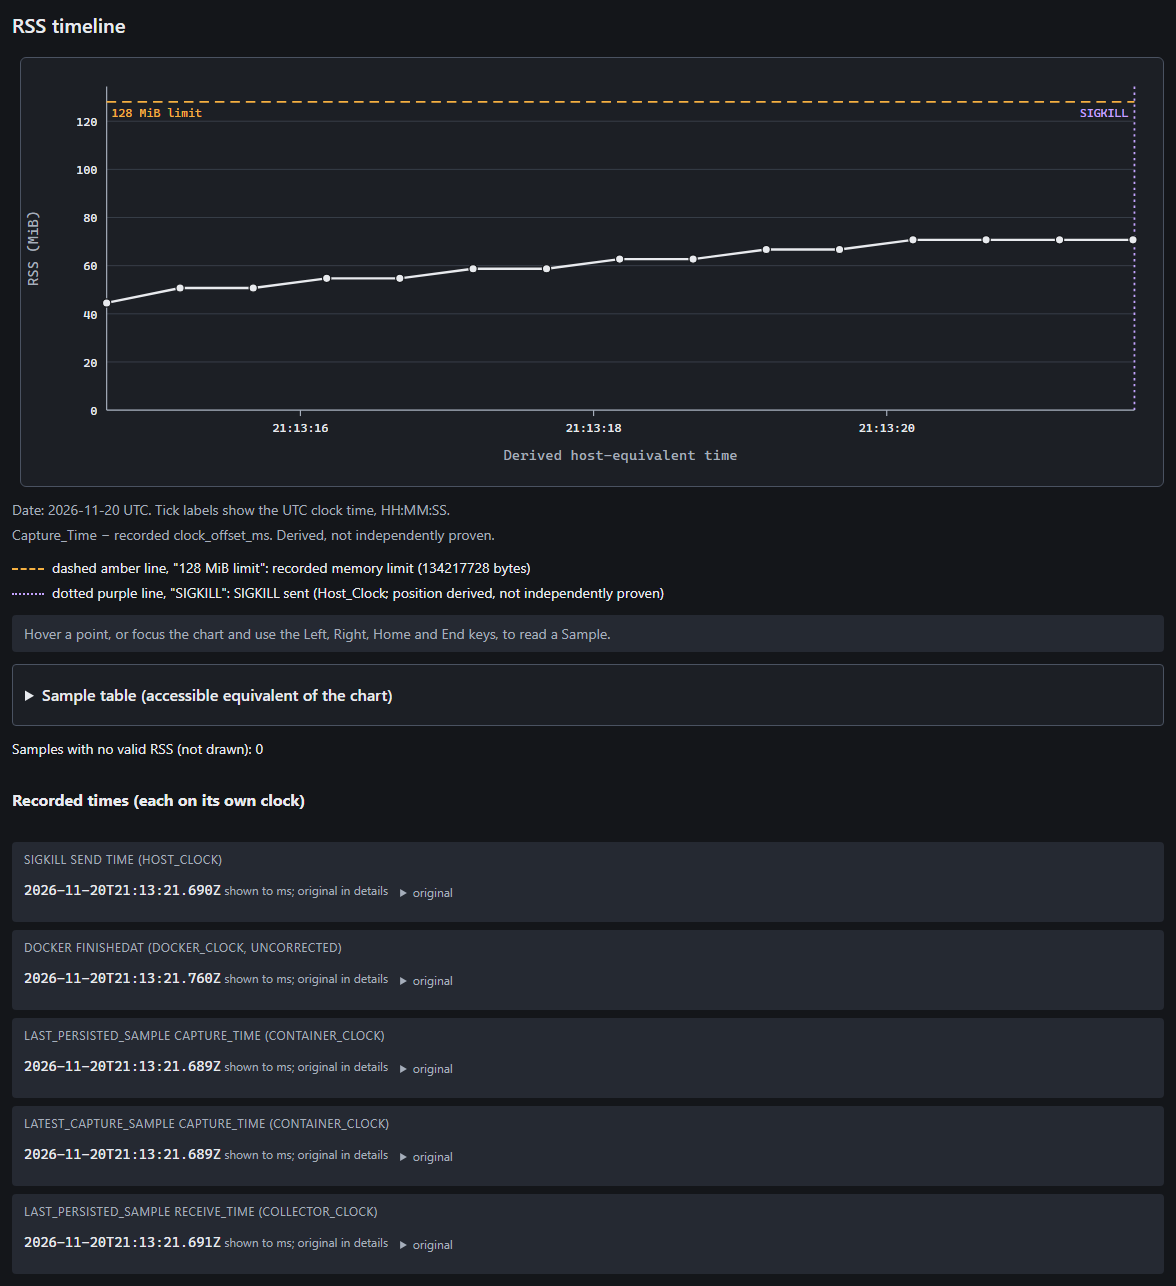 RSS timeline
128 MiB limit
SIGKILL
120
100
80
60
40
20
0
RSS (MiB)
21:13:16
21:13:18
21:13:20
Derived host-equivalent time
Date: 2026-11-20 UTC. Tick labels show the UTC clock time, HH:MM:SS.
Capture_Time − recorded clock_offset_ms. Derived, not independently proven.
dashed amber line, "128 MiB limit": recorded memory limit (134217728 bytes)
dotted purple line, "SIGKILL": SIGKILL sent (Host_Clock; position derived, not independently proven)
Hover a point, or focus the chart and use the Left, Right, Home and End keys, to read a Sample.
▶ Sample table (accessible equivalent of the chart)
Samples with no valid RSS (not drawn): 0
Recorded times (each on its own clock)
SIGKILL SEND TIME (HOST_CLOCK)
2026-11-20T21:13:21.690Z shown to ms; original in details ▶ original
DOCKER FINISHEDAT (DOCKER_CLOCK, UNCORRECTED)
2026-11-20T21:13:21.760Z shown to ms; original in details ▶ original
LAST_PERSISTED_SAMPLE CAPTURE_TIME (CONTAINER_CLOCK)
2026-11-20T21:13:21.689Z shown to ms; original in details ▶ original
LATEST_CAPTURE_SAMPLE CAPTURE_TIME (CONTAINER_CLOCK)
2026-11-20T21:13:21.689Z shown to ms; original in details ▶ original
LAST_PERSISTED_SAMPLE RECEIVE_TIME (COLLECTOR_CLOCK)
2026-11-20T21:13:21.691Z shown to ms; original in details ▶ original